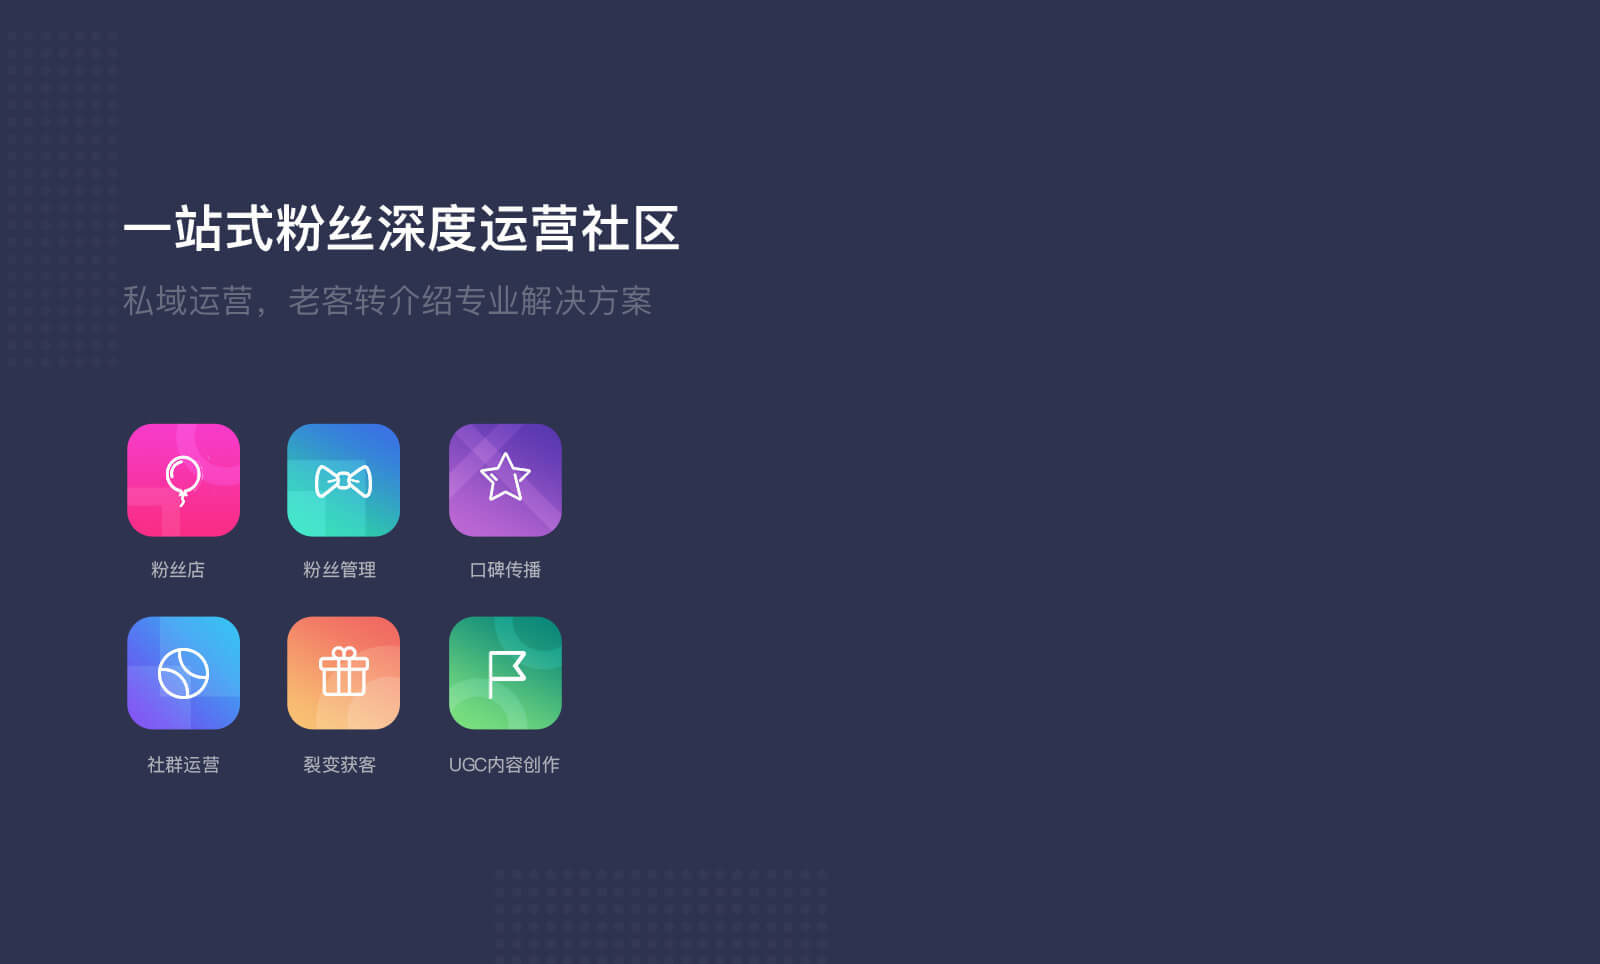 一站式粉丝深度运营社区
私域运营，老客转介绍专业解决方案
粉丝店
粉丝管理
口碑传播
社群运营
裂变获客
UGC内容创作